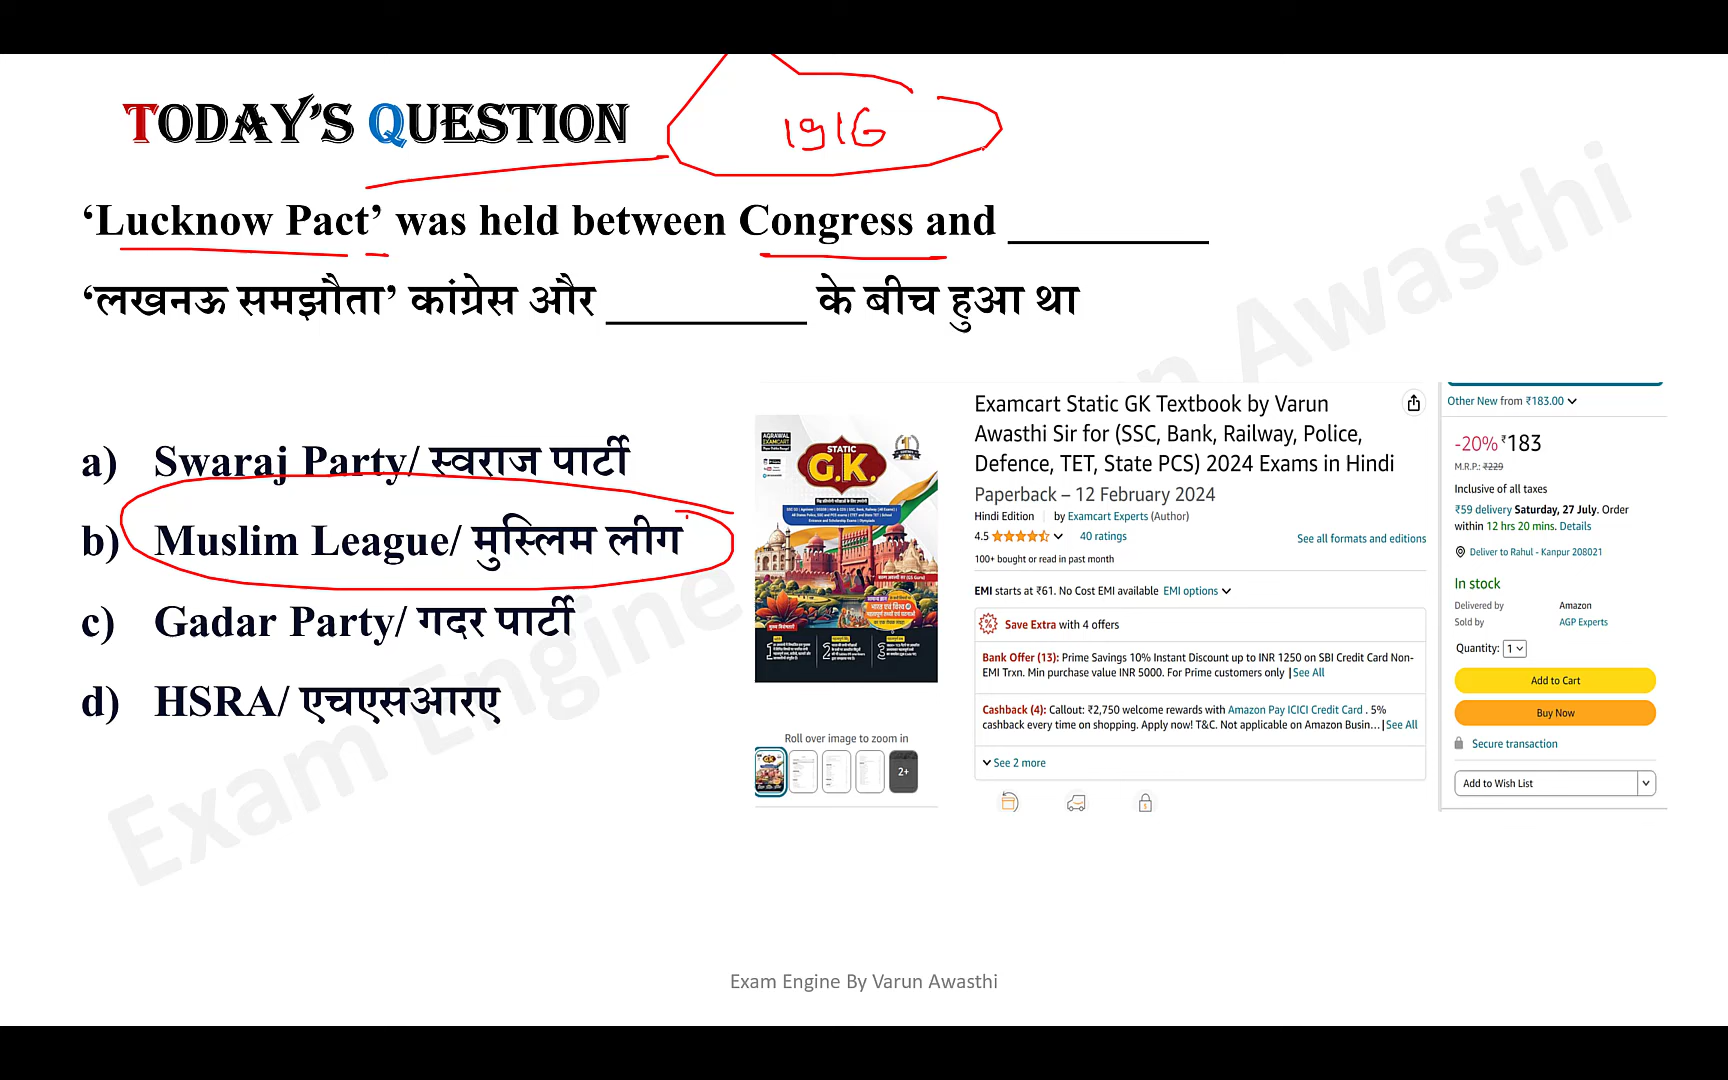 TODAY'S QUESTION
1916
‘Lucknow Pact’ was held between Congress and __________
‘लखनऊ समझौता’ कांग्रेस और __________ के बीच हुआ था
a) Swaraj Party/ स्वराज पार्टी
b) Muslim League/ मुस्लिम लीग
c) Gadar Party/ गदर पार्टी
d) HSRA/ एचएसआरए
AGRAWAL EXAMCART
STATIC
G.K.
Roll over image to zoom in
2+
Examcart Static GK Textbook by Varun
Awasthi Sir for (SSC, Bank, Railway, Police,
Defence, TET, State PCS) 2024 Exams in Hindi
Paperback – 12 February 2024
Hindi Edition | by Examcart Experts (Author)
4.5 40 ratings
See all formats and editions
100+ bought or read in past month
EMI starts at ₹61. No Cost EMI available EMI options
Save Extra with 4 offers
Bank Offer (13): Prime Savings 10% Instant Discount up to INR 1250 on SBI Credit Card Non-
EMI Trxn. Min purchase value INR 5000. For Prime customers only | See All
Cashback (4): Callout: ₹2,750 welcome rewards with Amazon Pay ICICI Credit Card . 5%
cashback every time on shopping. Apply now! T&C. Not applicable on Amazon Busin... | See All
See 2 more
Other New from ₹183.00
-20% ₹183
M.R.P.: ₹229
Inclusive of all taxes
₹59 delivery Saturday, 27 July. Order
within 12 hrs 20 mins. Details
Deliver to Rahul - Kanpur 208021
In stock
Delivered by Amazon
Sold by AGP Experts
Quantity: 1
Add to Cart
Buy Now
Secure transaction
Add to Wish List
Exam Engine By Varun Awasthi